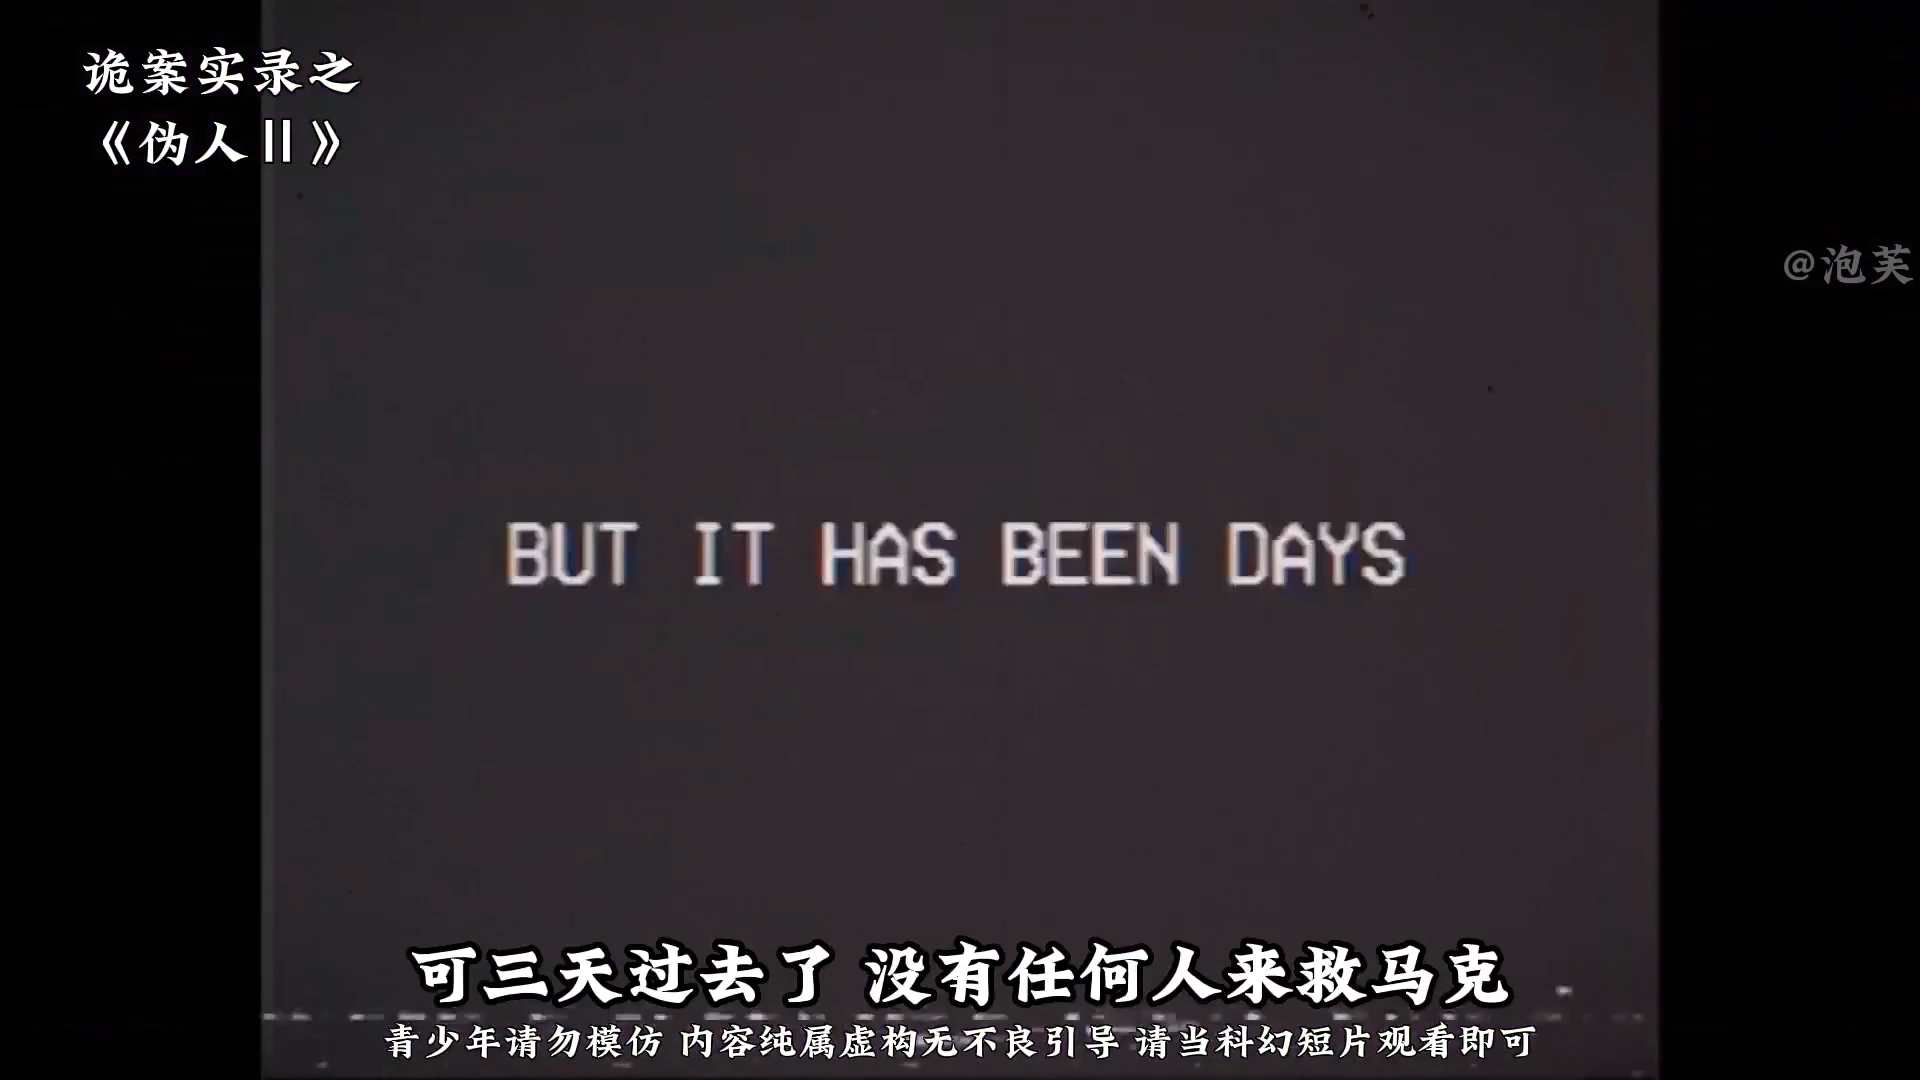 诡案实录之
《伪人Ⅱ》
@泡芙
BUT IT HAS BEEN DAYS
可三天过去了 没有任何人来救马克
青少年请勿模仿 内容纯属虚构无不良引导 请当科幻短片观看即可